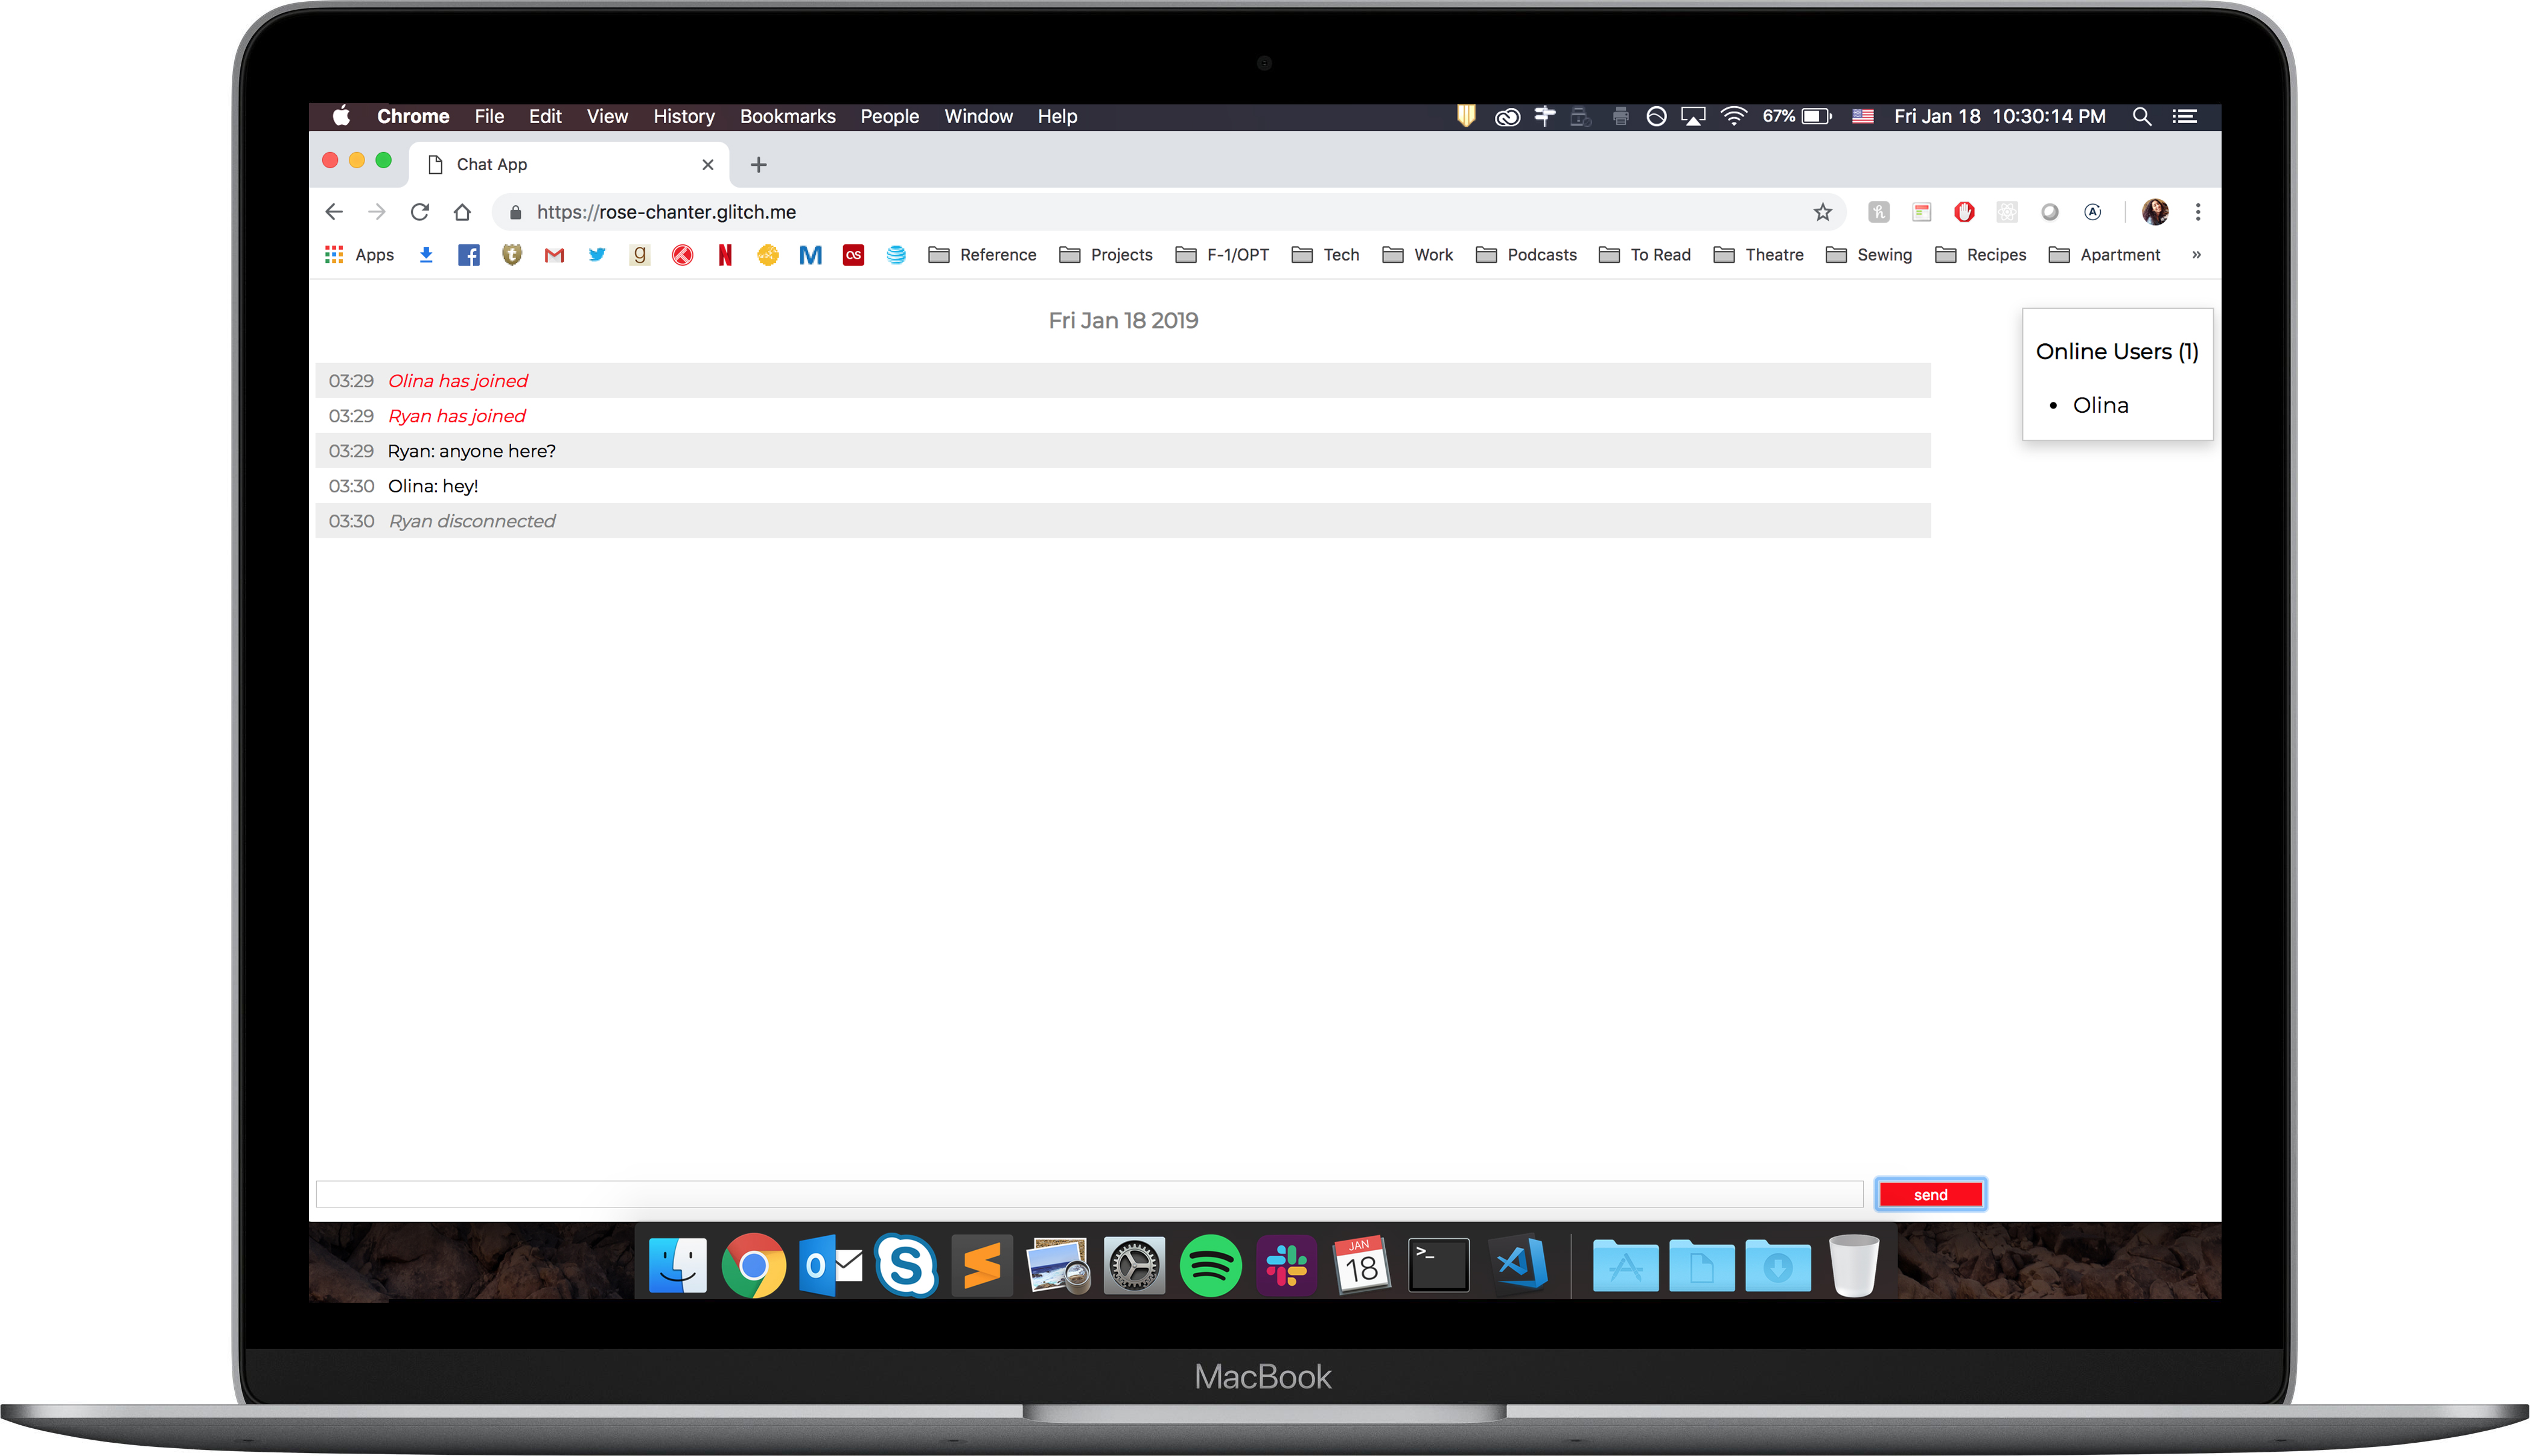 Chrome File Edit View History Bookmarks People Window Help 67% Fri Jan 18 10:30:14 PM
Chat App
https://rose-chanter.glitch.me
Apps Reference Projects F-1/OPT Tech Work Podcasts To Read Theatre Sewing Recipes Apartment »
Fri Jan 18 2019
03:29 Olina has joined
03:29 Ryan has joined
03:29 Ryan: anyone here?
03:30 Olina: hey!
03:30 Ryan disconnected
Online Users (1)
• Olina
send
JAN
18
MacBook